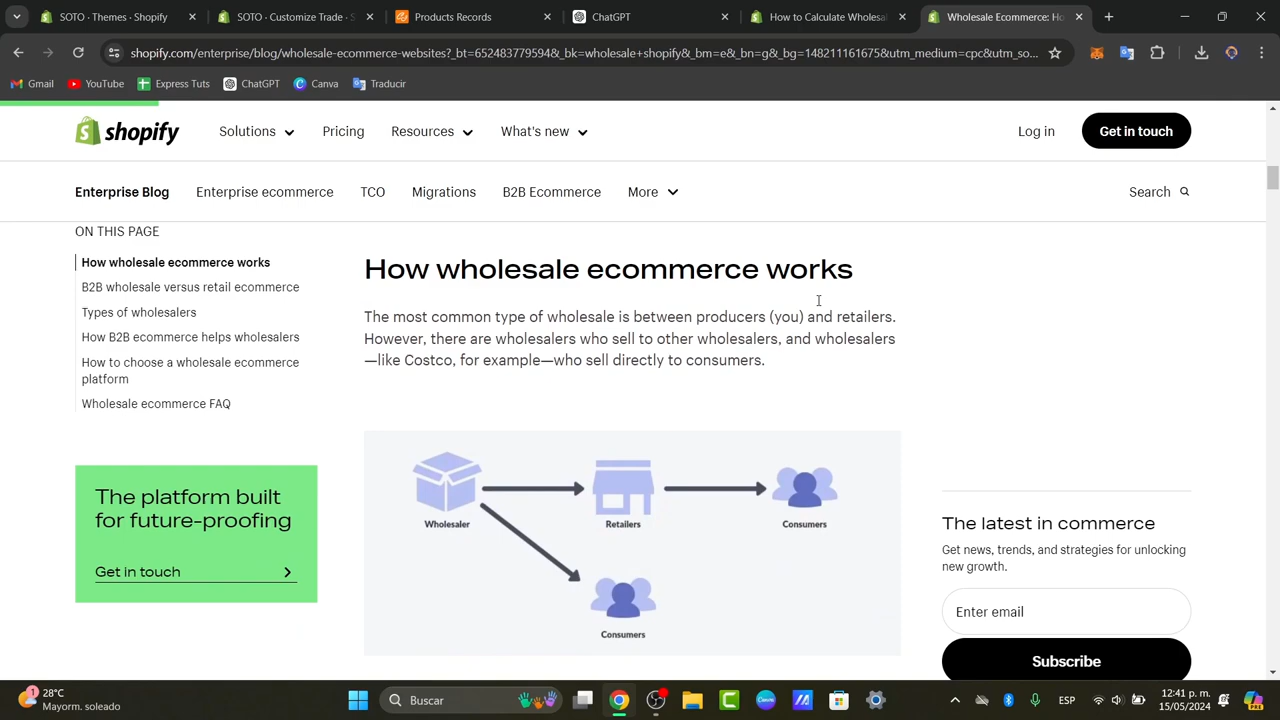 SOTO · Themes · Shopify
SOTO · Customize Trade · S
Products Records
ChatGPT
How to Calculate Wholesal
Wholesale Ecommerce: Ho
shopify.com/enterprise/blog/wholesale-ecommerce-websites?_bt=652483779594&_bk=wholesale+shopify&_bm=e&_bn=g&_bg=148211161675&utm_medium=cpc&utm_so...
Gmail
YouTube
Express Tuts
ChatGPT
Canva
Traducir
shopify
Solutions
Pricing
Resources
What's new
Log in
Get in touch
Enterprise Blog
Enterprise ecommerce
TCO
Migrations
B2B Ecommerce
More
Search
ON THIS PAGE
How wholesale ecommerce works
B2B wholesale versus retail ecommerce
Types of wholesalers
How B2B ecommerce helps wholesalers
How to choose a wholesale ecommerce
platform
Wholesale ecommerce FAQ
The platform built
for future-proofing
Get in touch
How wholesale ecommerce works
The most common type of wholesale is between producers (you) and retailers.
However, there are wholesalers who sell to other wholesalers, and wholesalers
—like Costco, for example—who sell directly to consumers.
Wholesaler
Retailers
Consumers
Consumers
The latest in commerce
Get news, trends, and strategies for unlocking
new growth.
Enter email
Subscribe
1
28°C
Mayorm. soleado
Buscar
ESP
12:41 p. m.
15/05/2024